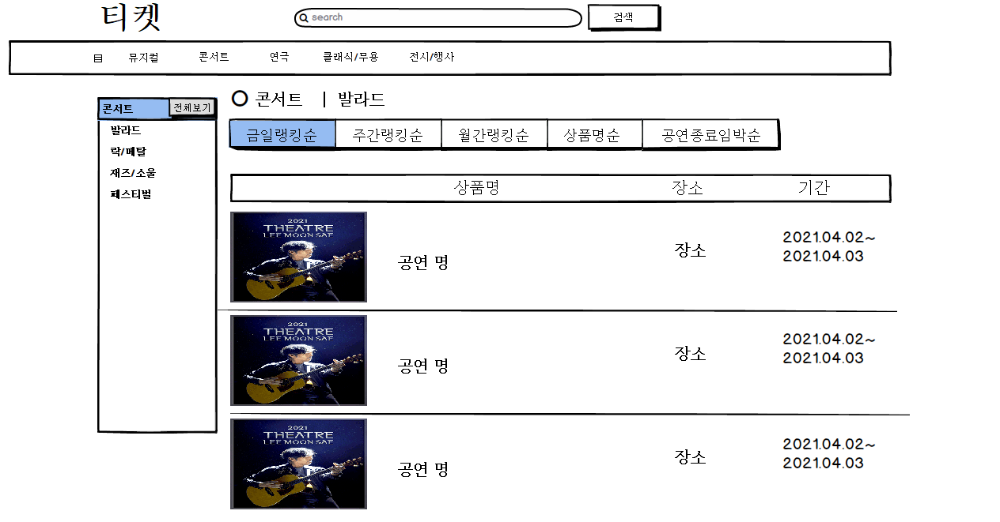 티켓
search
검색
뮤지컬 콘서트 연극 클래식/무용 전시/행사
콘서트 전체보기
발라드
락/메탈
재즈/소울
페스티벌
콘서트 | 발라드
금일랭킹순 주간랭킹순 월간랭킹순 상품명순 공연종료임박순
상품명 장소 기간
2021
THEATRE
LEE MOON SAE
공연 명
장소
2021.04.02~
2021.04.03
2021
THEATRE
LEE MOON SAE
공연 명
장소
2021.04.02~
2021.04.03
2021
THEATRE
LEE MOON SAE
공연 명
장소
2021.04.02~
2021.04.03